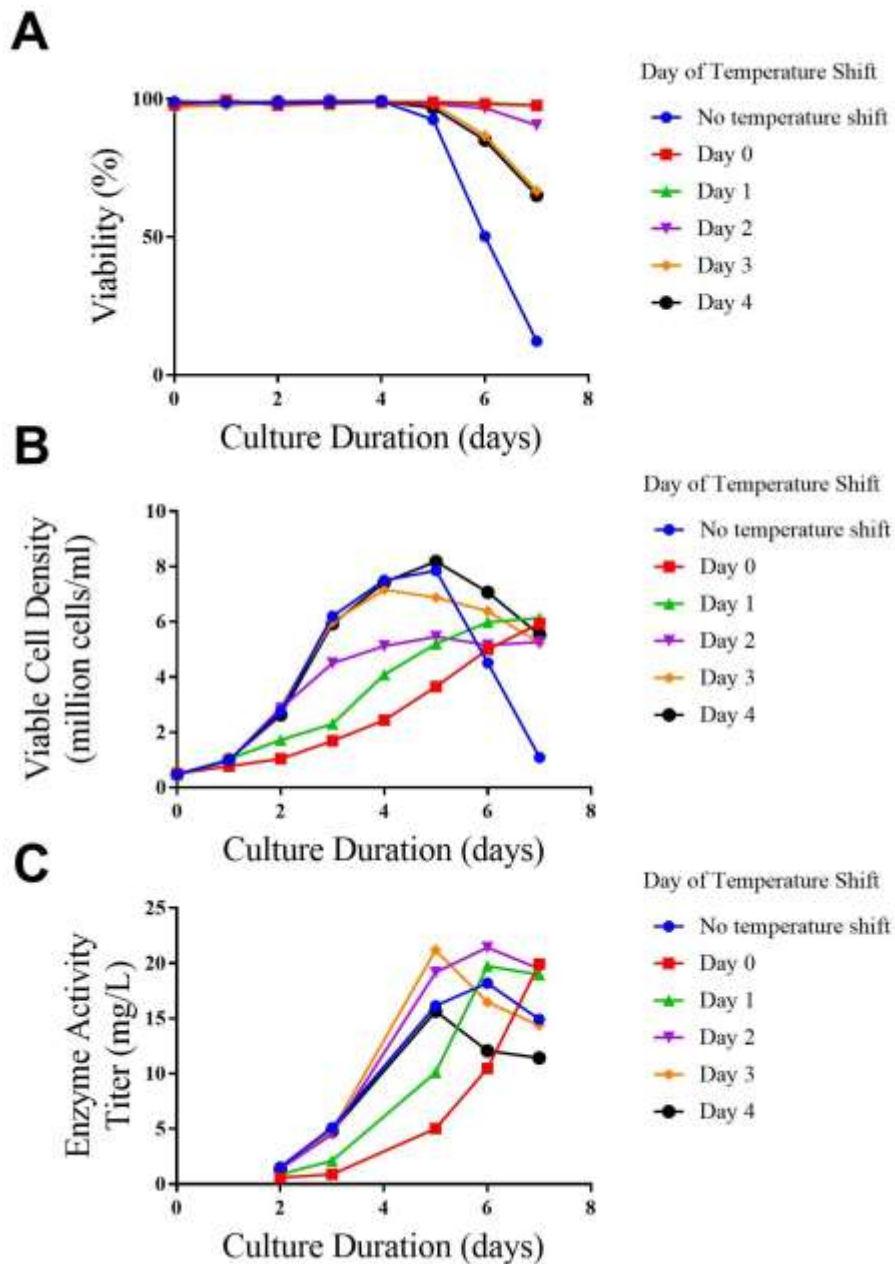 A
Day of Temperature Shift
No temperature shift
Day 0
Day 1
Day 2
Day 3
Day 4
Viability (%)
100
50
0
0 2 4 6 8
Culture Duration (days)
B
Day of Temperature Shift
No temperature shift
Day 0
Day 1
Day 2
Day 3
Day 4
Viable Cell Density
(million cells/ml)
10
8
6
4
2
0
0 2 4 6 8
Culture Duration (days)
C
Day of Temperature Shift
No temperature shift
Day 0
Day 1
Day 2
Day 3
Day 4
Enzyme Activity
Titer (mg/L)
25
20
15
10
5
0
0 2 4 6 8
Culture Duration (days)